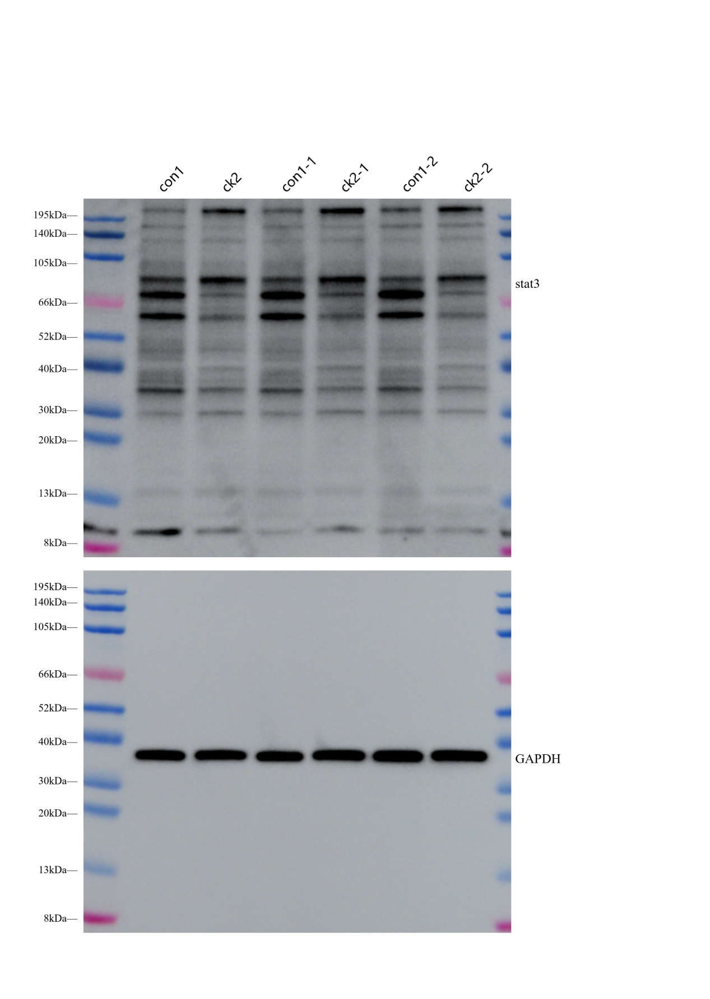 con1 ck2 con1-1 ck2-1 con1-2 ck2-2
195kDa—
140kDa—
105kDa—
stat3
66kDa—
52kDa—
40kDa—
30kDa—
20kDa—
13kDa—
8kDa—
195kDa—
140kDa—
105kDa—
66kDa—
52kDa—
40kDa—
GAPDH
30kDa—
20kDa—
13kDa—
8kDa—